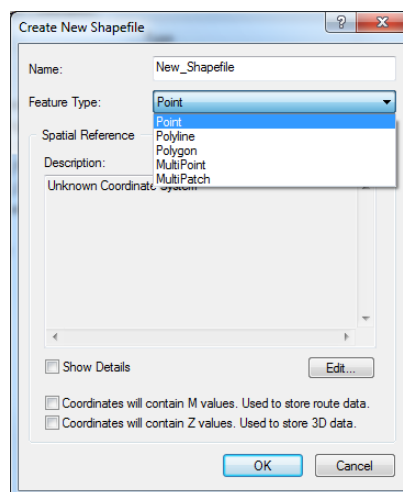 Create New Shapefile
Name: New_Shapefile
Feature Type: Point
Point
Spatial Reference Polyline
Polygon
Description: MultiPoint
MultiPatch
Unknown Coordinate System
Show Details Edit...
Coordinates will contain M values. Used to store route data.
Coordinates will contain Z values. Used to store 3D data.
OK Cancel